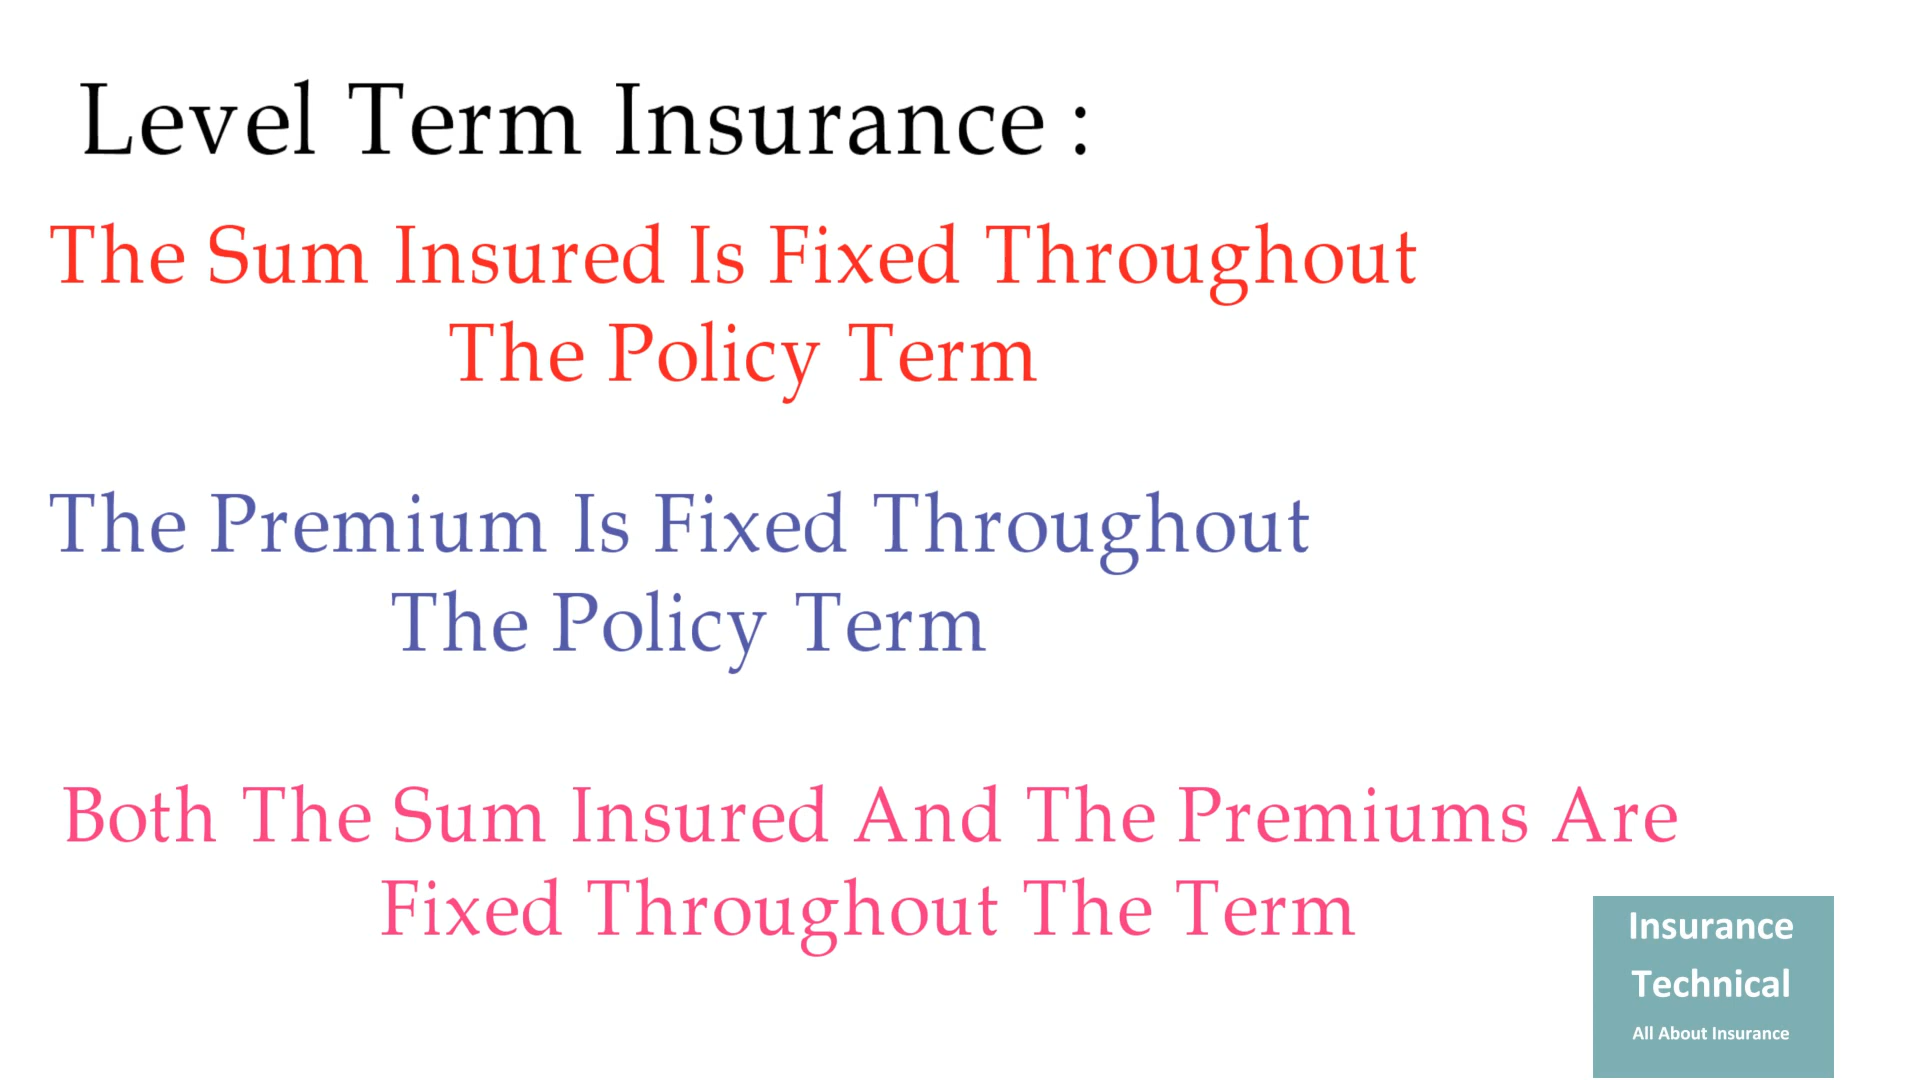 Level Term Insurance :
The Sum Insured Is Fixed Throughout
The Policy Term
The Premium Is Fixed Throughout
The Policy Term
Both The Sum Insured And The Premiums Are
Fixed Throughout The Term
Insurance
Technical
All About Insurance